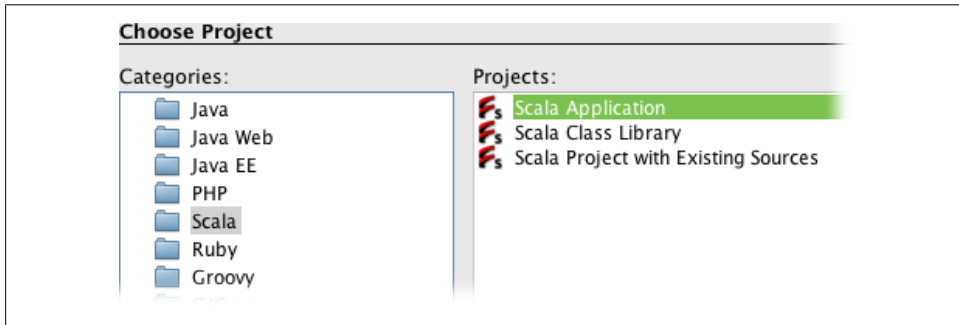 Choose Project
Categories:
Java
Java Web
Java EE
PHP
Scala
Ruby
Groovy
Projects:
Scala Application
Scala Class Library
Scala Project with Existing Sources